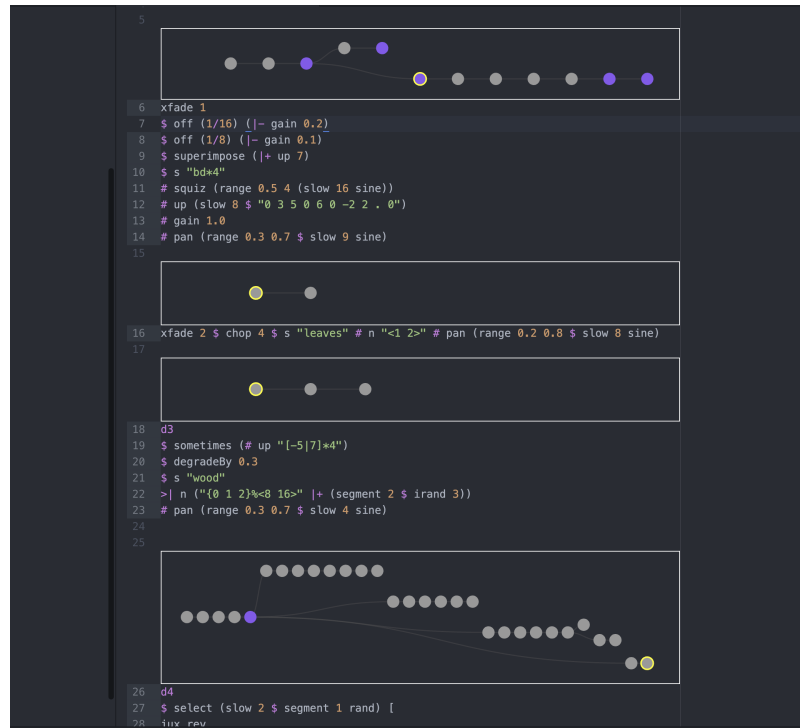 5
6 xfade 1
7 $ off (1/16) (|- gain 0.2)
8 $ off (1/8) (|- gain 0.1)
9 $ superimpose (|+ up 7)
10 $ s "bd*4"
11 # squiz (range 0.5 4 (slow 16 sine))
12 # up (slow 8 $ "0 3 5 0 6 0 -2 2 . 0")
13 # gain 1.0
14 # pan (range 0.3 0.7 $ slow 9 sine)
15
16 xfade 2 $ chop 4 $ s "leaves" # n "<1 2>" # pan (range 0.2 0.8 $ slow 8 sine)
17
18 d3
19 $ sometimes (# up "[-5|7]*4")
20 $ degradeBy 0.3
21 $ s "wood"
22 >| n ("{0 1 2}%<8 16>" |+ (segment 2 $ irand 3))
23 # pan (range 0.3 0.7 $ slow 4 sine)
24
25
26 d4
27 $ select (slow 2 $ segment 1 rand) [
28 jux rev